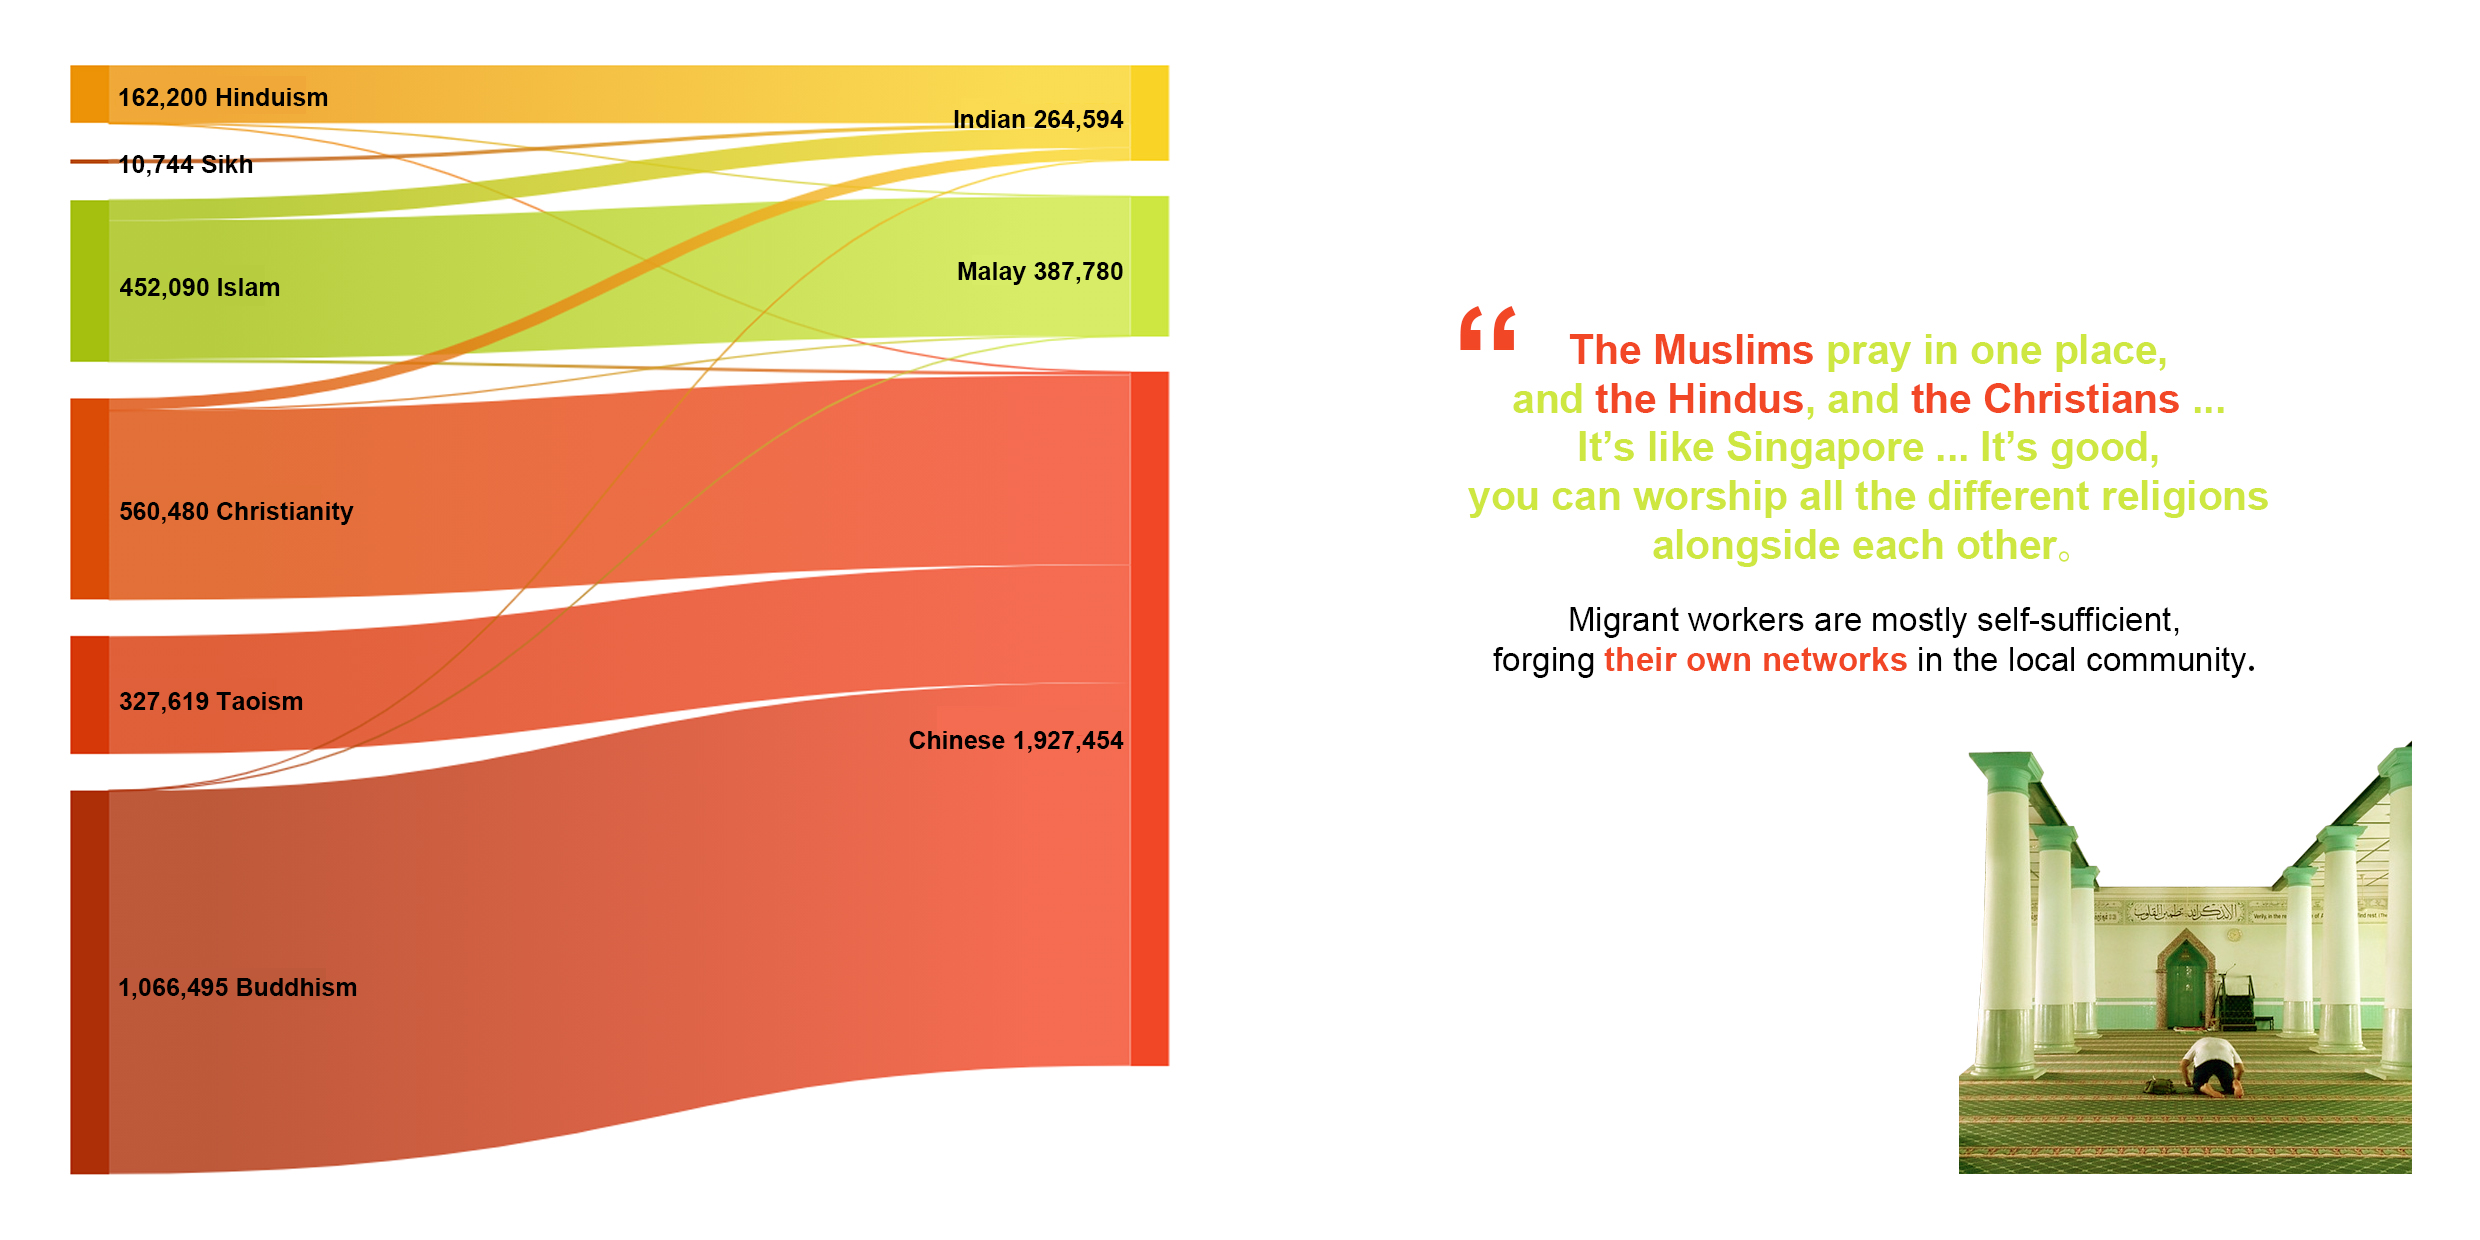 162,200 Hinduism
10,744 Sikh
452,090 Islam
560,480 Christianity
327,619 Taoism
1,066,495 Buddhism
Indian 264,594
Malay 387,780
Chinese 1,927,454
“ The Muslims pray in one place,
and the Hindus, and the Christians ...
It’s like Singapore ... It’s good,
you can worship all the different religions
alongside each other。
Migrant workers are mostly self-sufficient,
forging their own networks in the local community.